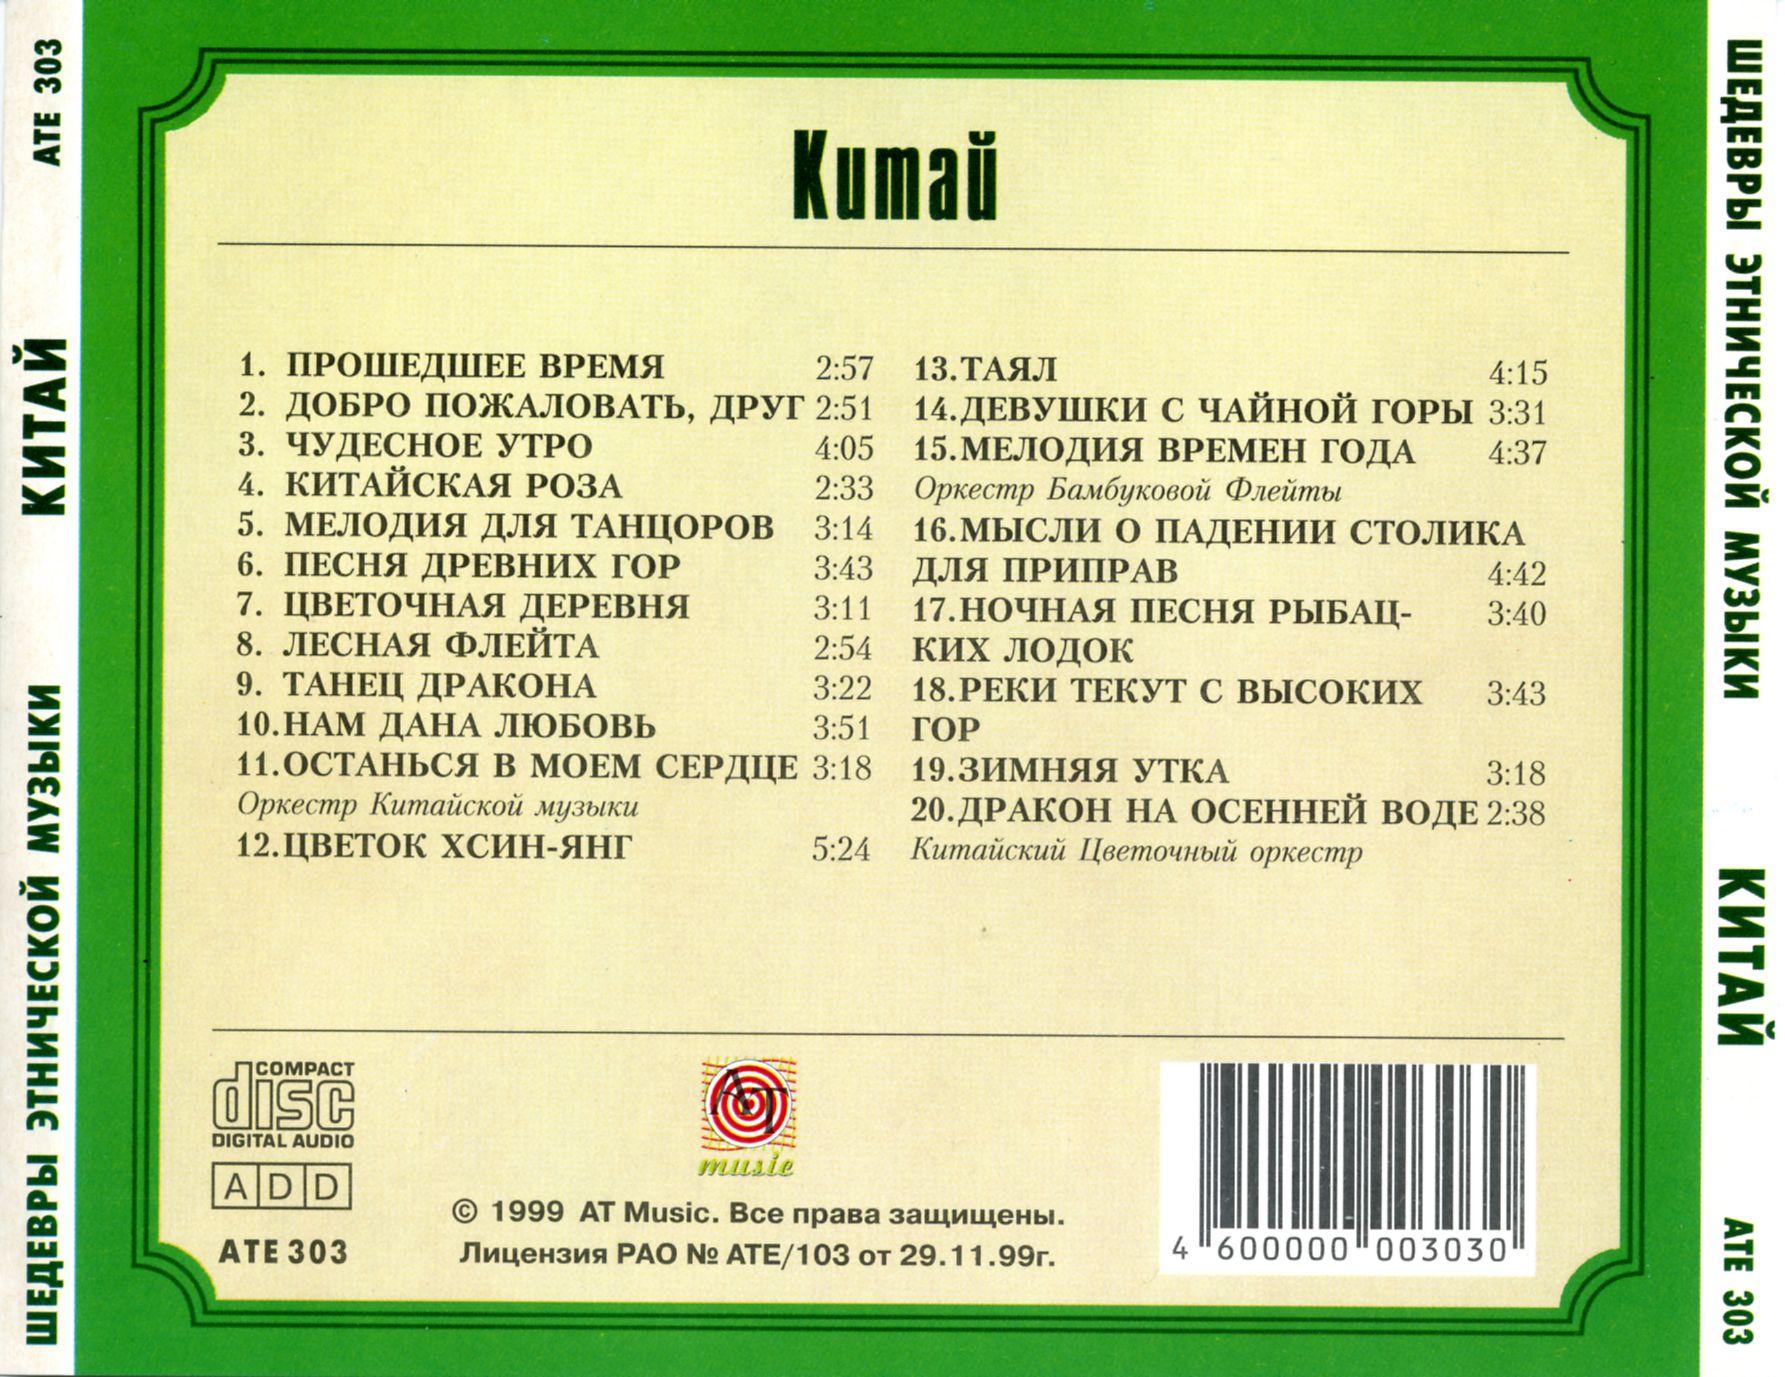 ШЕДЕВРЫ ЭТНИЧЕСКОЙ МУЗЫКИ КИТАЙ ATE 303
Китай
1. ПРОШЕДШЕЕ ВРЕМЯ 2:57
2. ДОБРО ПОЖАЛОВАТЬ, ДРУГ 2:51
3. ЧУДЕСНОЕ УТРО 4:05
4. КИТАЙСКАЯ РОЗА 2:33
5. МЕЛОДИЯ ДЛЯ ТАНЦОРОВ 3:14
6. ПЕСНЯ ДРЕВНИХ ГОР 3:43
7. ЦВЕТОЧНАЯ ДЕРЕВНЯ 3:11
8. ЛЕСНАЯ ФЛЕЙТА 2:54
9. ТАНЕЦ ДРАКОНА 3:22
10.НАМ ДАНА ЛЮБОВЬ 3:51
11.ОСТАНЬСЯ В МОЕМ СЕРДЦЕ 3:18
Оркестр Китайской музыки
12.ЦВЕТОК ХСИН-ЯНГ 5:24
13.ТАЯЛ 4:15
14.ДЕВУШКИ С ЧАЙНОЙ ГОРЫ 3:31
15.МЕЛОДИЯ ВРЕМЕН ГОДА 4:37
Оркестр Бамбуковой Флейты
16.МЫСЛИ О ПАДЕНИИ СТОЛИКА
ДЛЯ ПРИПРАВ 4:42
17.НОЧНАЯ ПЕСНЯ РЫБАЦ- 3:40
КИХ ЛОДОК
18.РЕКИ ТЕКУТ С ВЫСОКИХ 3:43
ГОР
19.ЗИМНЯЯ УТКА 3:18
20.ДРАКОН НА ОСЕННЕЙ ВОДЕ 2:38
Китайский Цветочный оркестр
COMPACT
disc
DIGITAL AUDIO
ADD
ATE 303
AT
music
© 1999 AT Music. Все права защищены.
Лицензия РАО № ATE/103 от 29.11.99г.
4 600000 003030
ШЕДЕВРЫ ЭТНИЧЕСКОЙ МУЗЫКИ КИТАЙ ATE 303